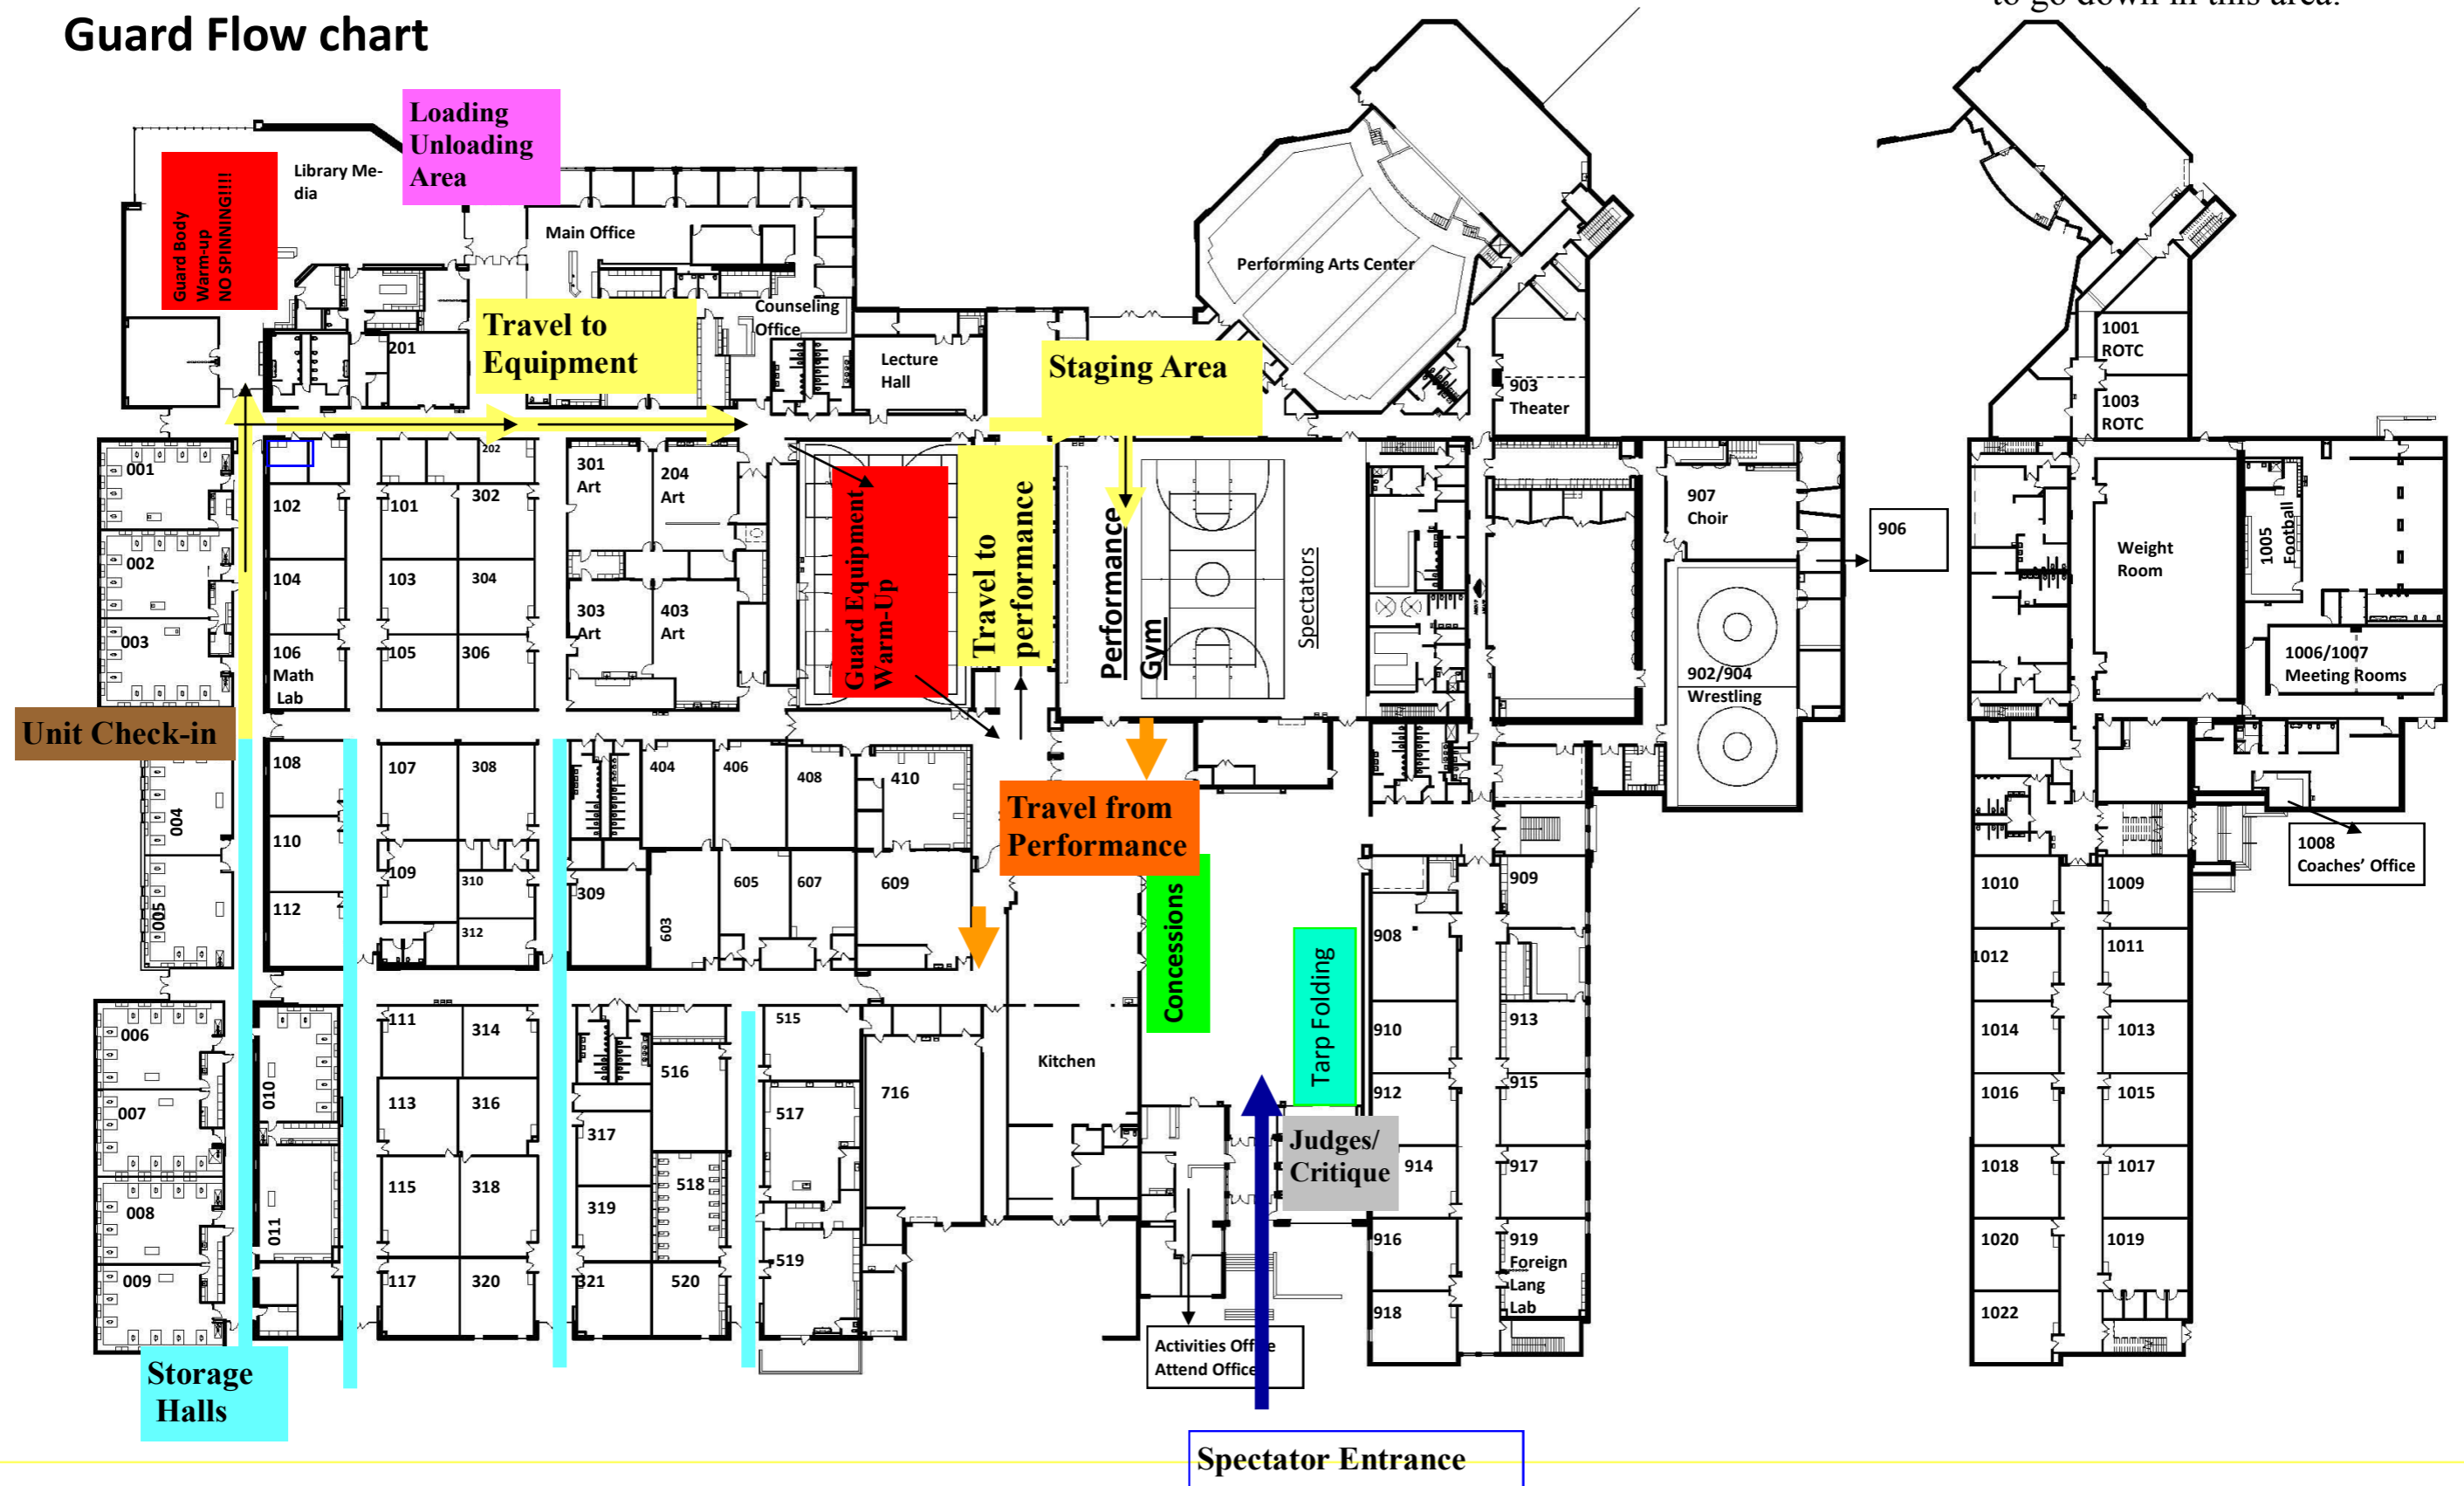 to go down in this area.
Guard Flow chart
Loading
Unloading
Area
Guard Body
Warm-up
NO SPINNING!!!!
Library Me-
dia
Main Office
Counseling
Office
Performing Arts Center
Travel to
Equipment
201
Lecture
Hall
Staging Area
903
Theater
1001
ROTC
1003
ROTC
001
002
003
102
104
106
Math
Lab
101
103
105
202
302
304
306
301
Art
204
Art
303
Art
403
Art
Guard Equipment
Warm-Up
Travel to
performance
Performance
Gym
Spectators
907
Choir
906
902/904
Wrestling
Weight
Room
1005
Football
1006/1007
Meeting Rooms
Unit Check-in
004
005
108
110
112
107
109
308
310
312
404
406
408
410
309
603
605
607
609
Travel from
Performance
Concessions
Tarp Folding
908
909
910
912
913
915
1008
Coaches' Office
1010
1009
1012
1011
1014
1013
1016
1015
1018
1017
1020
1019
1022
006
007
008
009
010
011
111
314
113
316
115
318
117
320
317
319
321
516
518
520
515
517
519
716
Kitchen
Judges/
Critique
914
917
916
919
Foreign
Lang
Lab
918
Activities Office
Attend Office
Storage
Halls
Spectator Entrance